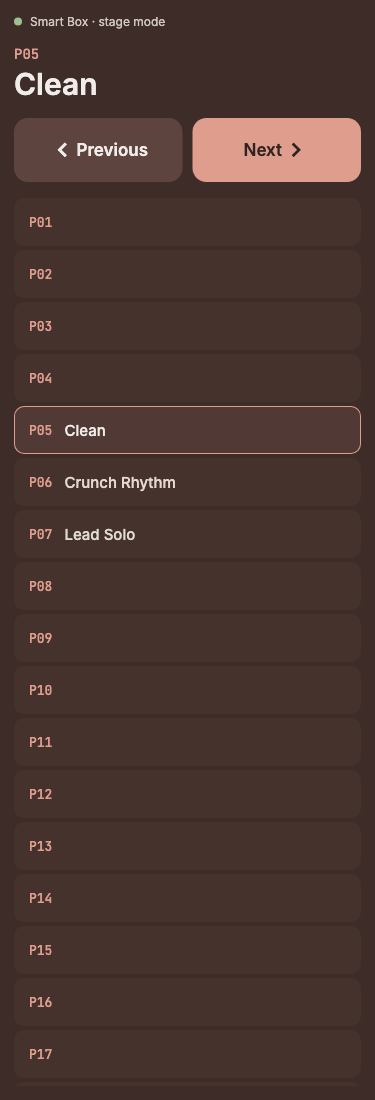 Smart Box · stage mode
P05
Clean
Previous
Next
P01
P02
P03
P04
P05 Clean
P06 Crunch Rhythm
P07 Lead Solo
P08
P09
P10
P11
P12
P13
P14
P15
P16
P17